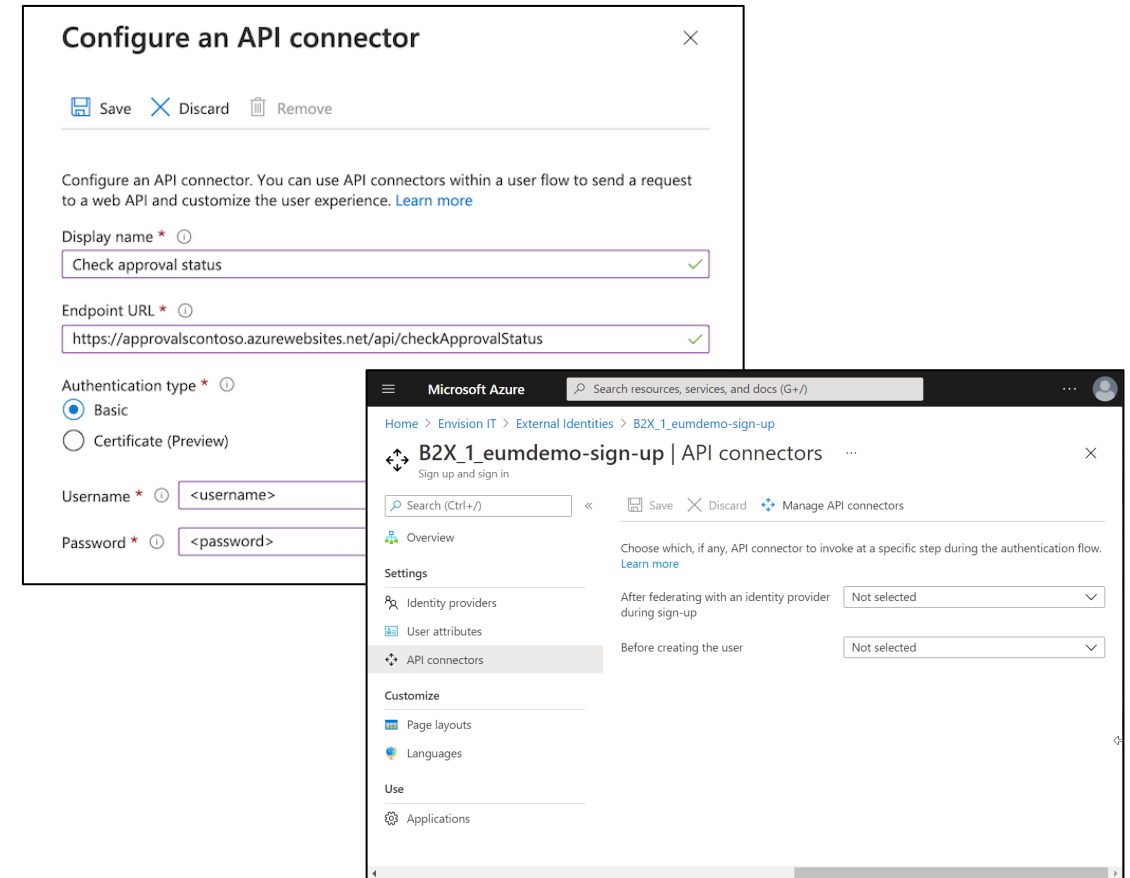 Configure an API connector
Save Discard Remove
Configure an API connector. You can use API connectors within a user flow to send a request
to a web API and customize the user experience. Learn more
Display name *
Check approval status
Endpoint URL *
https://approvalscontoso.azurewebsites.net/api/checkApprovalStatus
Authentication type *
Basic
Certificate (Preview)
Username * <username>
Password * <password>
Microsoft Azure
Search resources, services, and docs (G+/)
Home > Envision IT > External Identities > B2X_1_eumdemo-sign-up
B2X_1_eumdemo-sign-up | API connectors ...
Sign up and sign in
Search (Ctrl+/)
«
Overview
Settings
Identity providers
User attributes
API connectors
Customize
Page layouts
Languages
Use
Applications
Save Discard Manage API connectors
Choose which, if any, API connector to invoke at a specific step during the authentication flow.
Learn more
After federating with an identity provider
during sign-up
Not selected
Before creating the user
Not selected